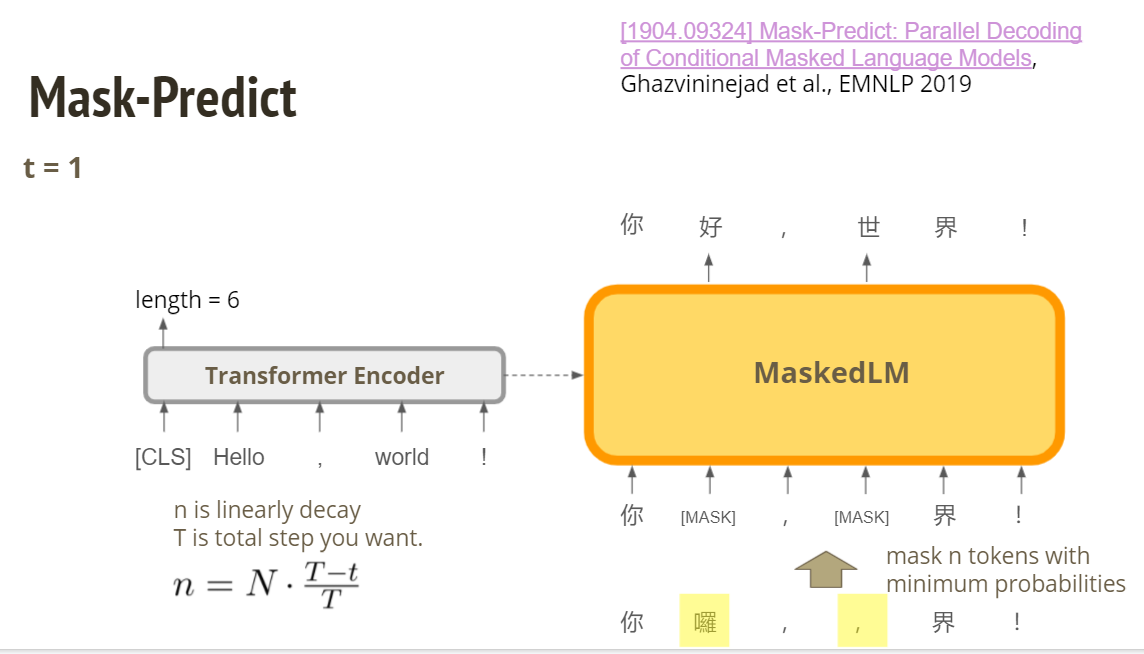 [1904.09324] Mask-Predict: Parallel Decoding
of Conditional Masked Language Models,
Ghazvininejad et al., EMNLP 2019
Mask-Predict
t = 1
你 好 , 世 界 !
length = 6
Transformer Encoder
MaskedLM
[CLS] Hello , world !
你 [MASK] , [MASK] 界 !
n is linearly decay
T is total step you want.
n = N · \frac{T-t}{T}
mask n tokens with
minimum probabilities
你 囉 , , 界 !